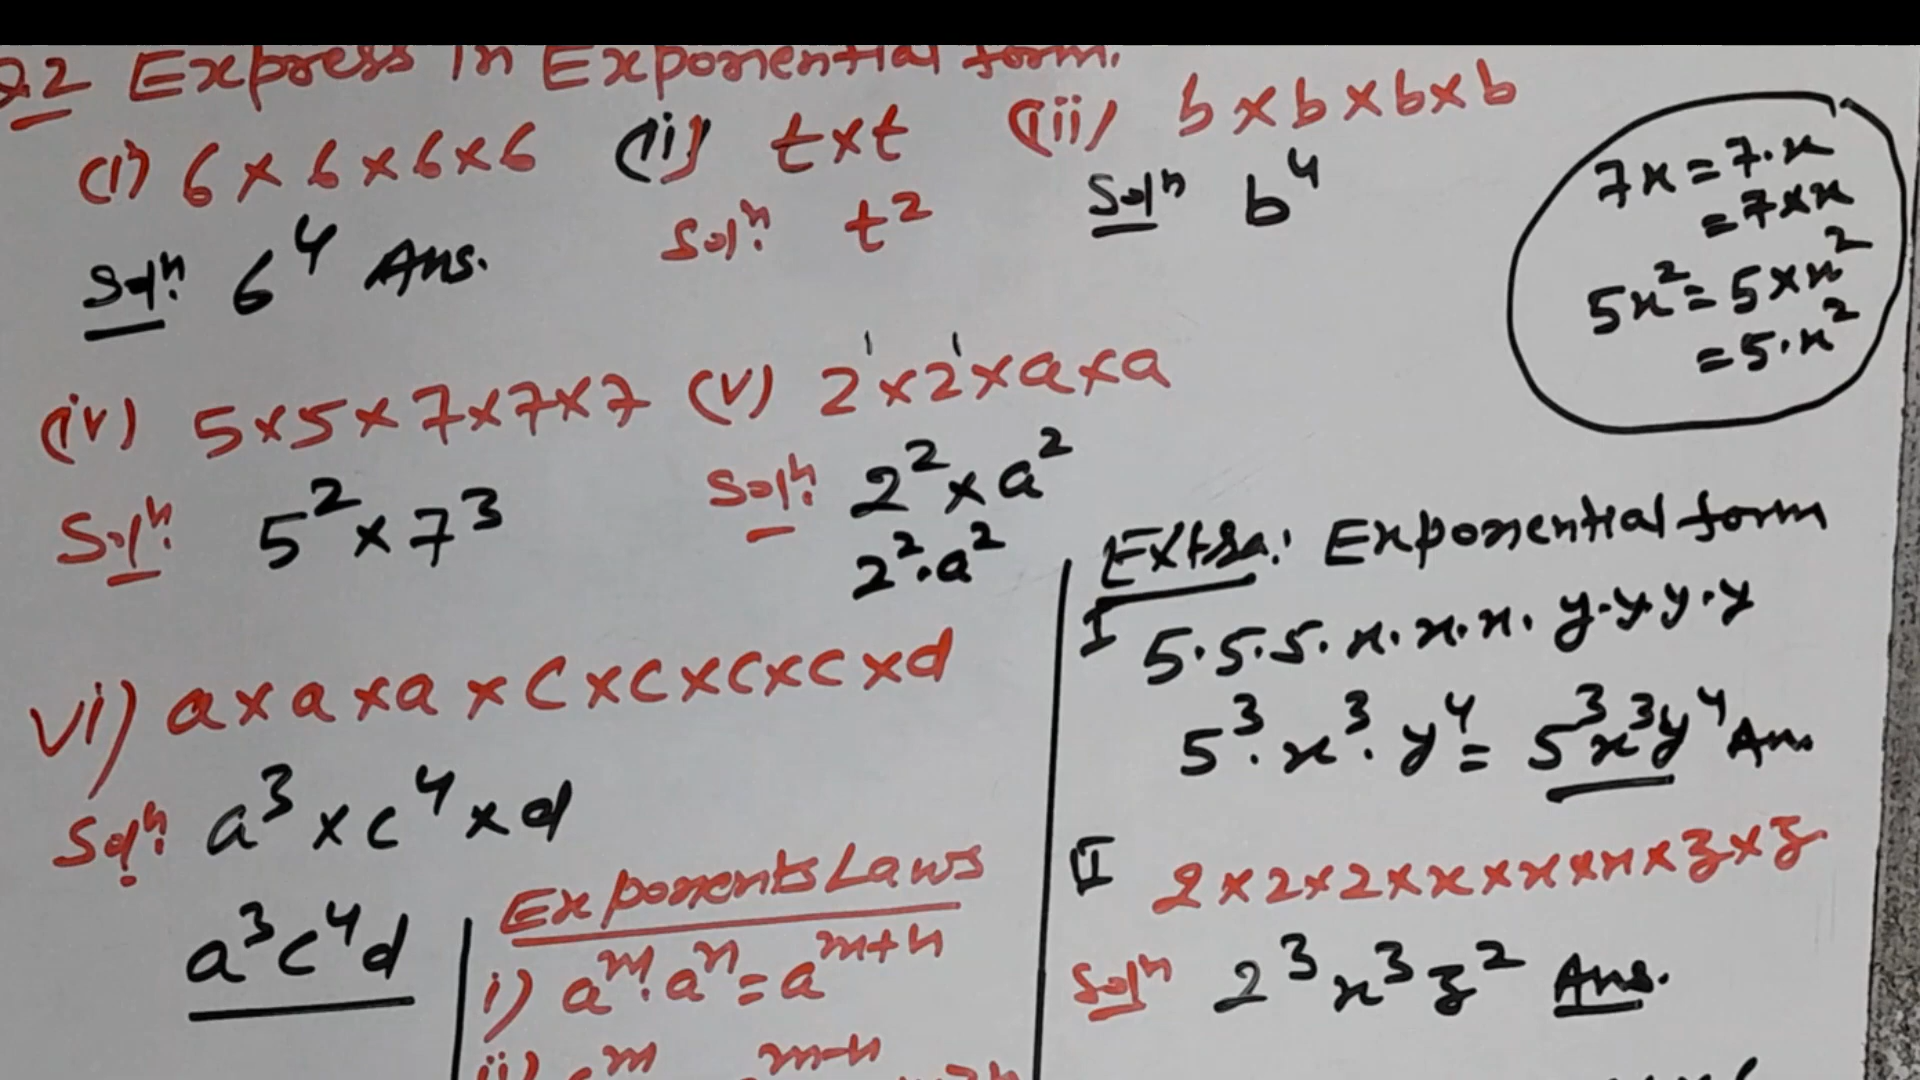 Q.2 Express in Exponential form.
(i) 6 × 6 × 6 × 6 (ii) t×t (iii) b × b × b × b
Solⁿ: 6⁴ Ans. Solⁿ: t² Solⁿ b⁴
7x = 7·x
= 7×x
5x² = 5×x²
= 5·x²
(iv) 5×5×7×7×7 (v) 2¹×2¹×a×a
Solⁿ: 5²×7³ Solⁿ: 2²×a²
2²·a²
vi) a×a×a×c×c×c×c×d
Solⁿ: a³×c⁴×d
a³c⁴d
Exponents Laws
i) aᵐ·aⁿ = aᵐ⁺ⁿ
ii)
Extra: Exponential form
I 5·5·5·x·x·x·y·y·y·y
5³·x³·y⁴ = 5³x³y⁴ Ans
II 2×2×2×x×x×x×z×z
Solⁿ 2³x³z² Ans.